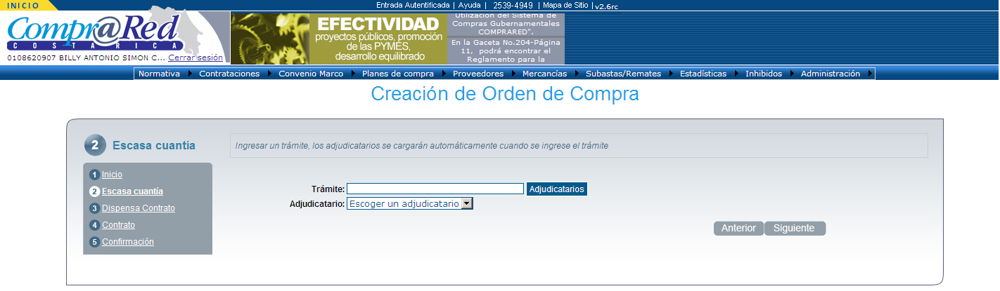 INICIO
Entrada Autentificada | Ayuda | 2539-4949 | Mapa de Sitio | v2.6rc
Compr@Red
COSTA RICA
0108620907 BILLY ANTONIO SIMON C... Cerrar sesión
EFECTIVIDAD
proyectos públicos, promoción
de las PYMES,
desarrollo equilibrado
Utilización del Sistema de
Compras Gubernamentales
COMPRARED".
En la Gaceta No.204-Página
11, podrá encontrar el
Reglamento para la
Normativa Contrataciones Convenio Marco Planes de compra Proveedores Mercancías Subastas/Remates Estadísticas Inhibidos Administración
Creación de Orden de Compra
2 Escasa cuantía
1 Inicio
2 Escasa cuantía
3 Dispensa Contrato
4 Contrato
5 Confirmación
Ingresar un trámite, los adjudicatarios se cargarán automáticamente cuando se ingrese el trámite
Trámite: Adjudicatarios
Adjudicatario: Escoger un adjudicatario
Anterior Siguiente